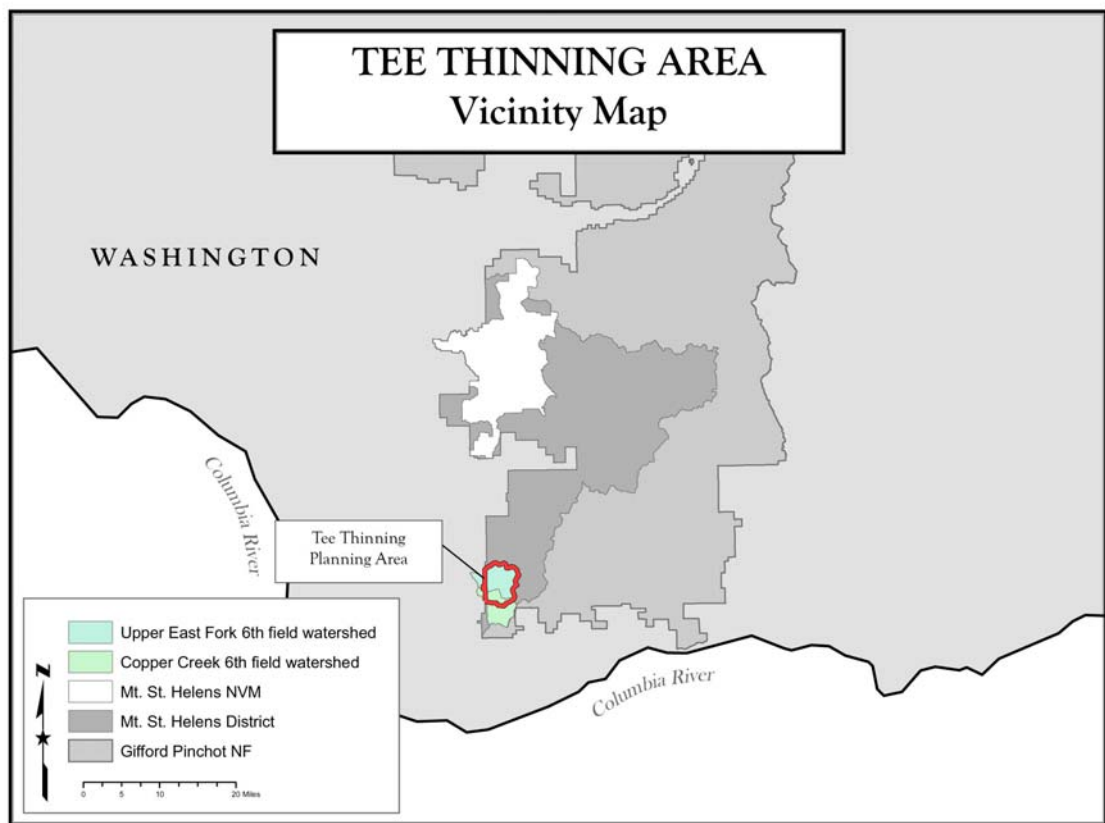 TEE THINNING AREA
Vicinity Map
WASHINGTON
Columbia River
Tee Thinning
Planning Area
Columbia River
Upper East Fork 6th field watershed
Copper Creek 6th field watershed
Mt. St. Helens NVM
Mt. St. Helens District
Gifford Pinchot NF
N
0 5 10 20 Miles